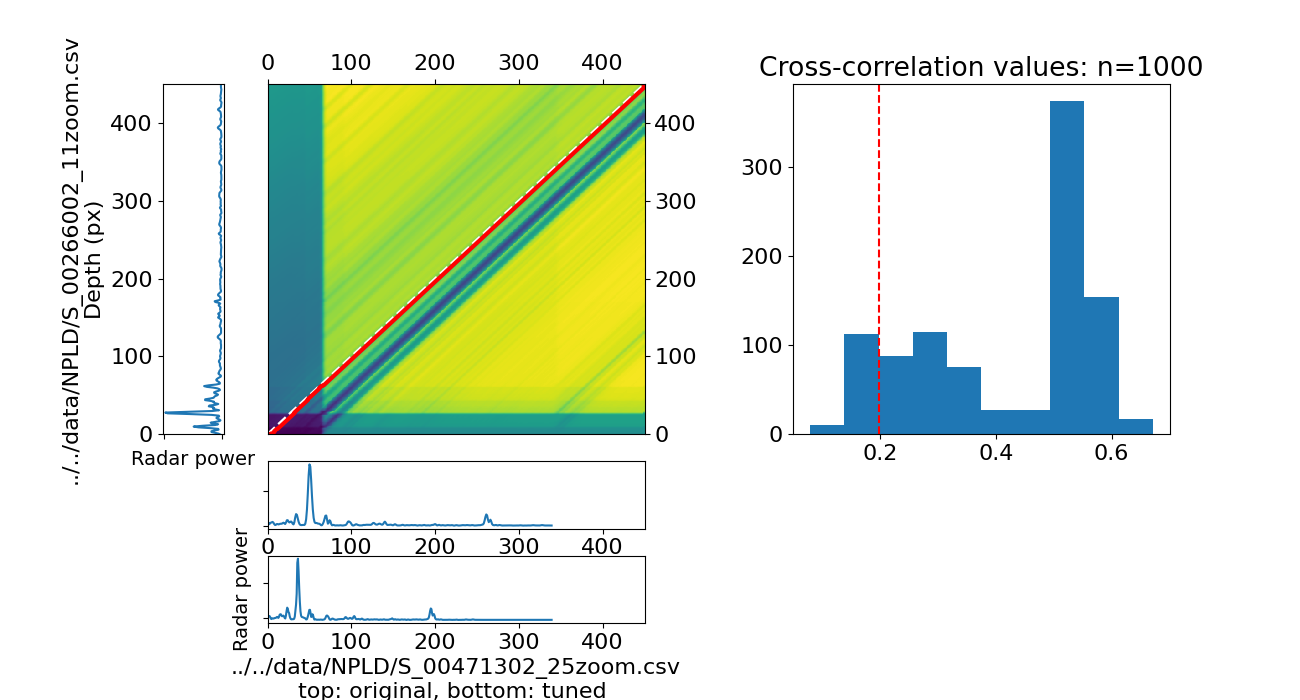 ../../data/NPLD/S_00266002_11zoom.csv
Depth (px)
0
100
200
300
400
Radar power
0 100 200 300 400
400
300
200
100
0
0 100 200 300 400
Radar power
0 100 200 300 400
../../data/NPLD/S_00471302_25zoom.csv
top: original, bottom: tuned
Cross-correlation values: n=1000
300
200
100
0
0.2 0.4 0.6